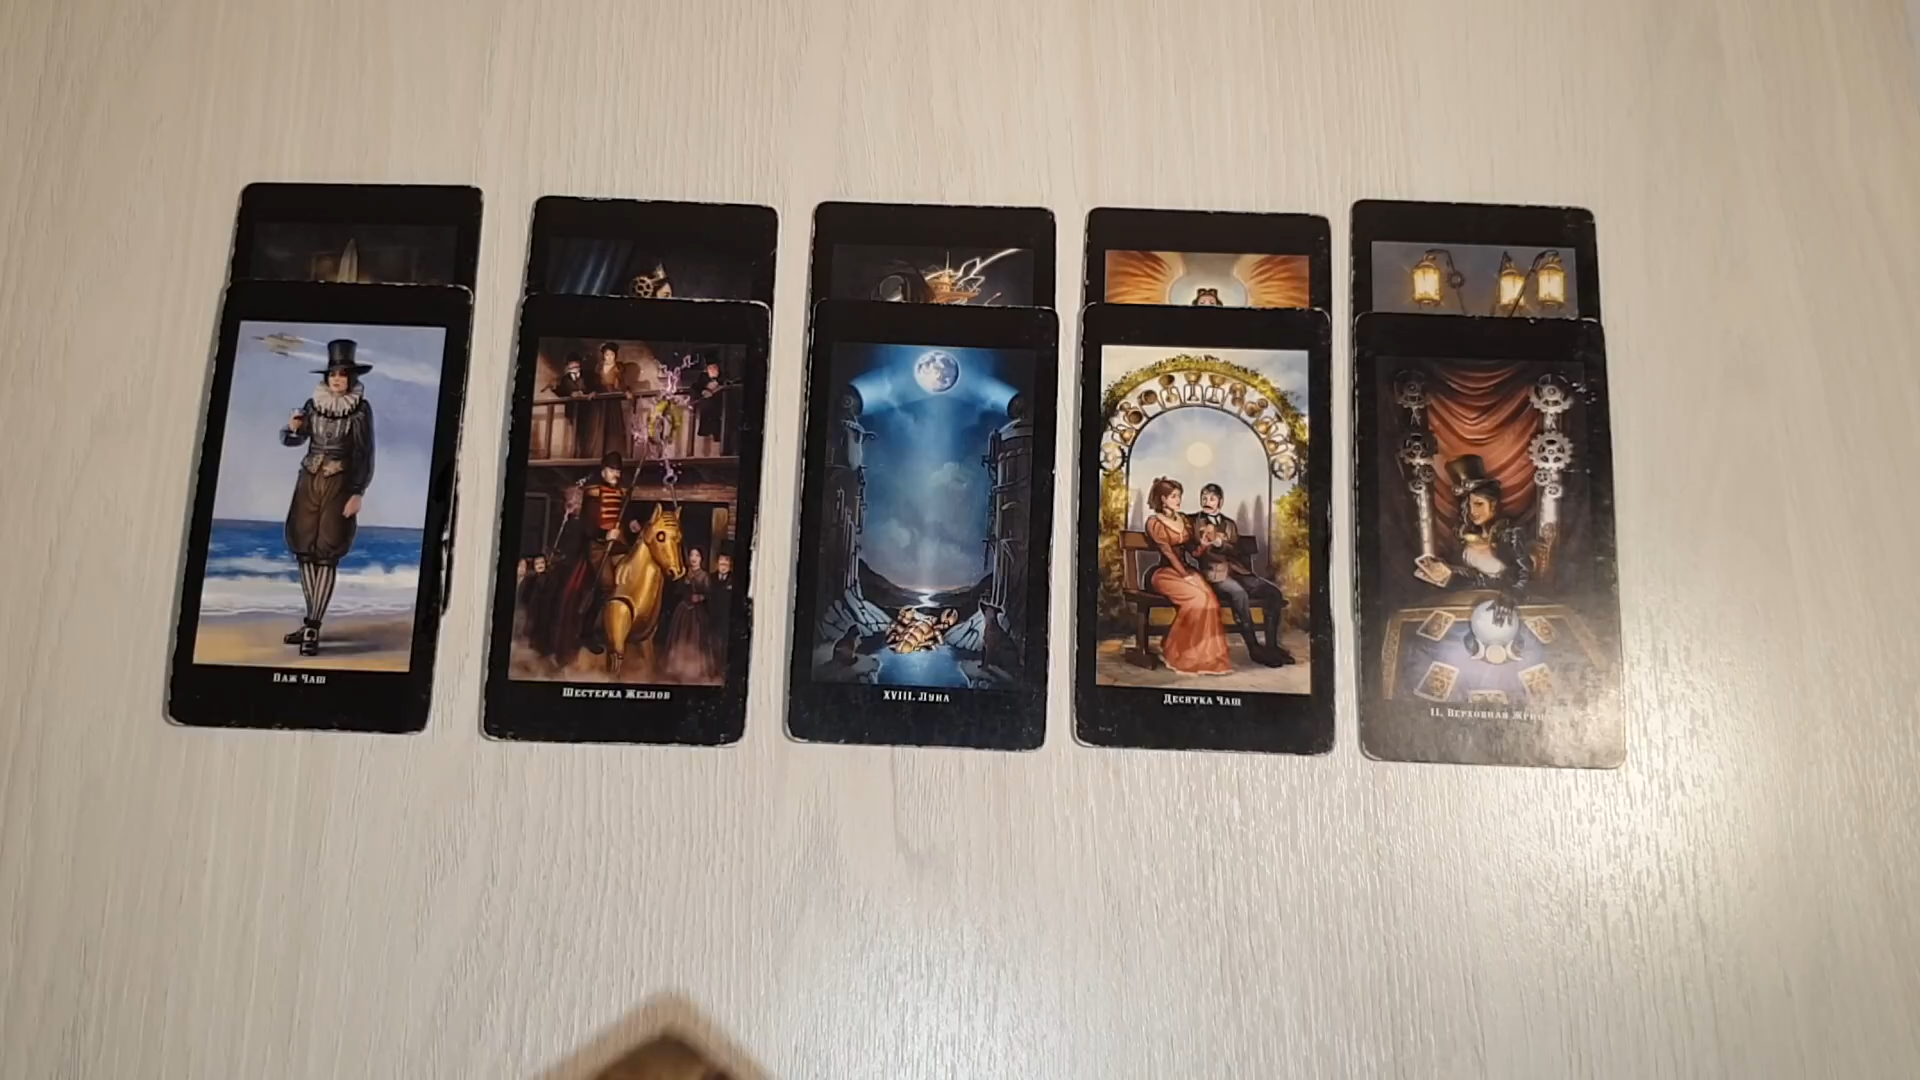 Паж Чаш
Шестерка Жезлов
XVIII. Луна
Десятка Чаш
II. Верховная